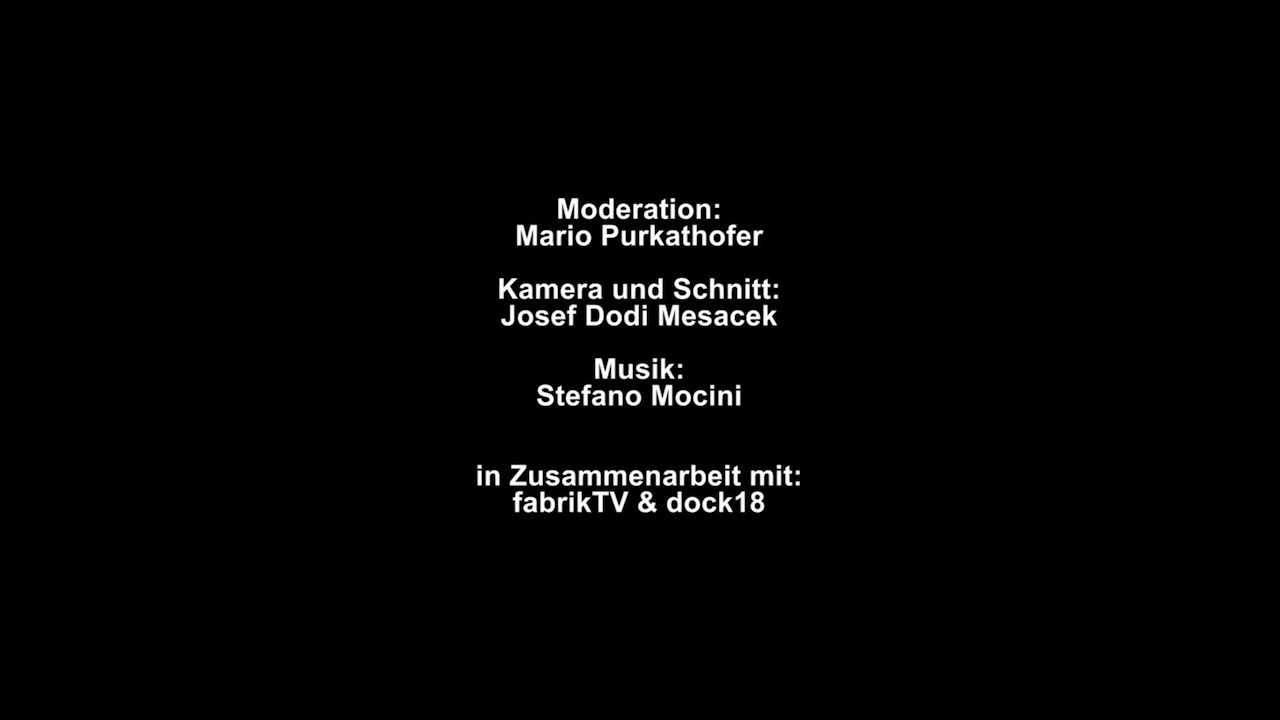 Moderation:
Mario Purkathofer
Kamera und Schnitt:
Josef Dodi Mesacek
Musik:
Stefano Mocini
in Zusammenarbeit mit:
fabrikTV & dock18